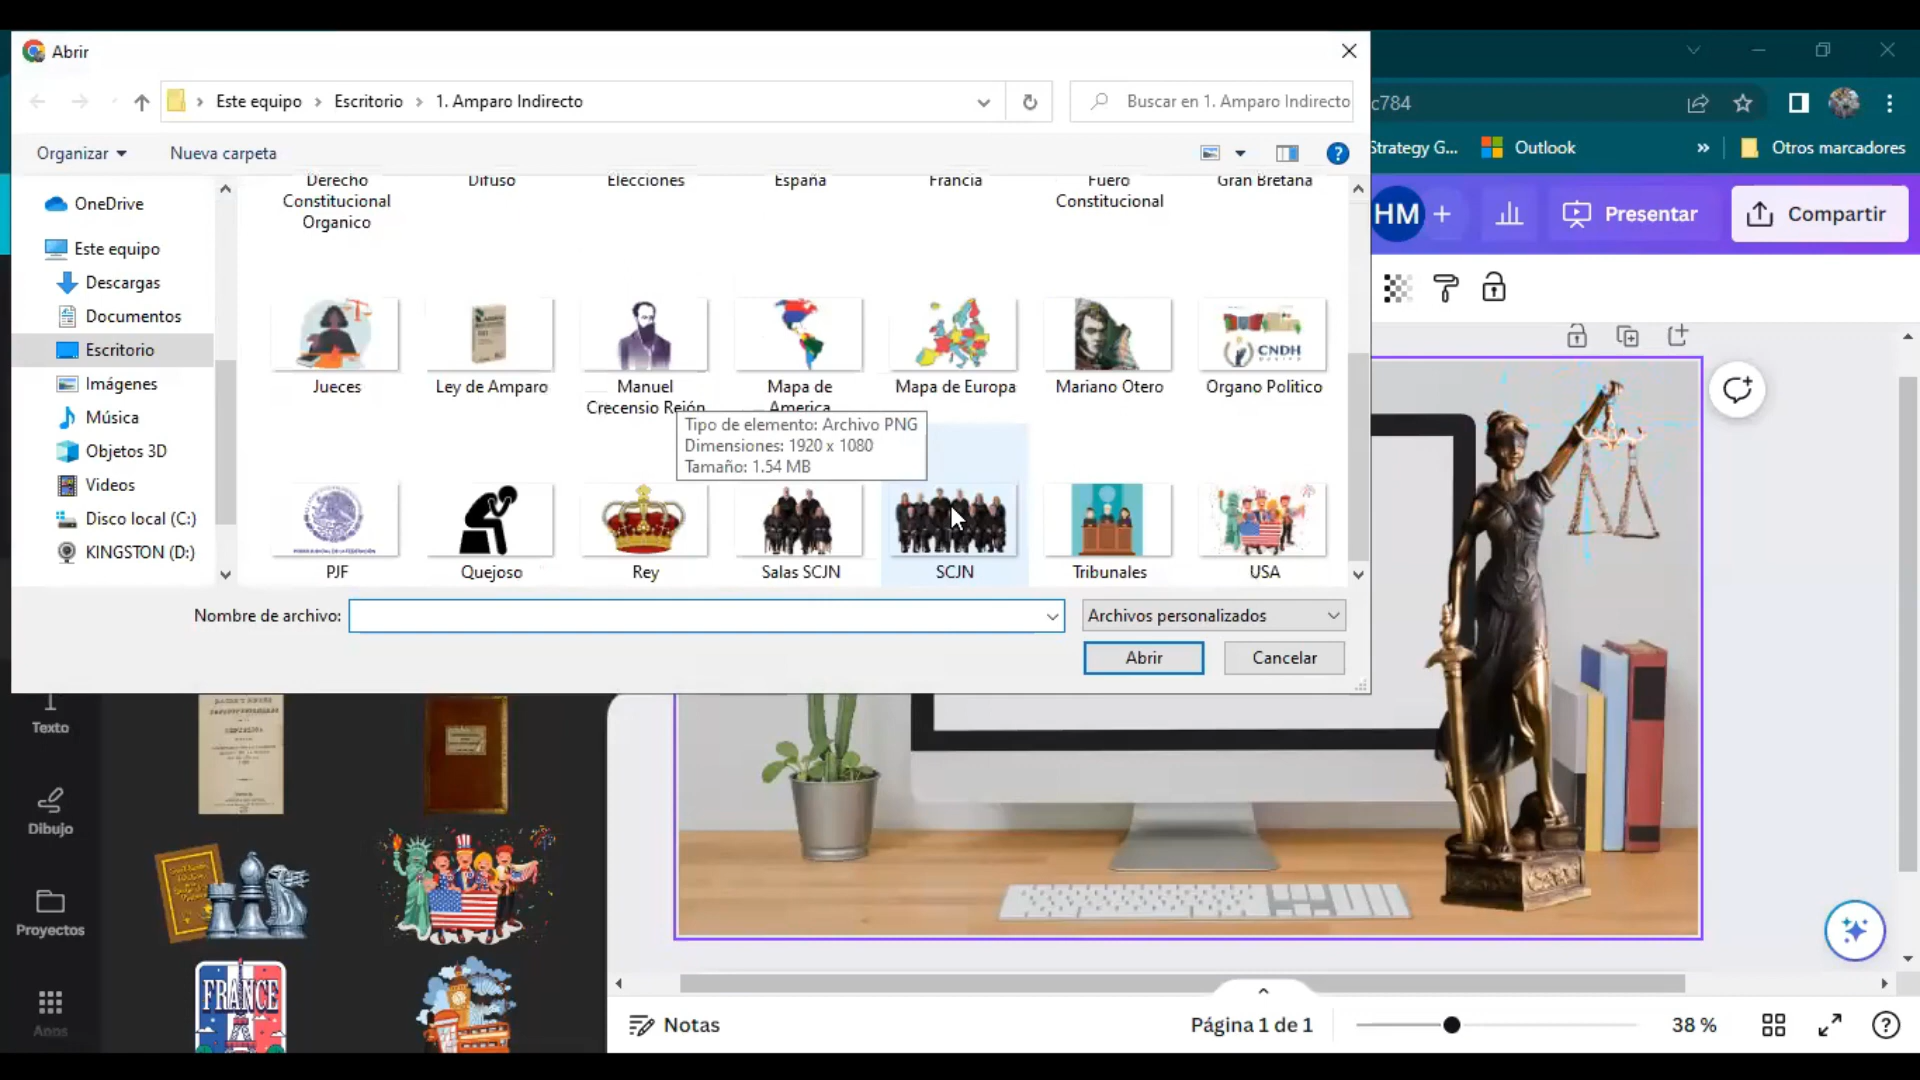 Abrir
Este equipo
Escritorio
1. Amparo Indirecto
Buscar en 1. Amparo Indirecto
c784
Organizar
Nueva carpeta
Strategy G...
Outlook
»
Otros marcadores
OneDrive
Este equipo
Descargas
Documentos
Escritorio
Imágenes
Música
Objetos 3D
Videos
Disco local (C:)
KINGSTON (D:)
Derecho
Constitucional
Organico
Difuso
Elecciones
España
Francia
Fuero
Constitucional
Gran Bretana
HM
+
Presentar
Compartir
CNDH
Jueces
Ley de Amparo
Manuel
Crecensio Rejón
Mapa de
America
Mapa de Europa
Mariano Otero
Organo Politico
Tipo de elemento: Archivo PNG
Dimensiones: 1920 x 1080
Tamaño: 1.54 MB
PJF
Quejoso
Rey
Salas SCJN
SCJN
Tribunales
USA
Nombre de archivo:
Archivos personalizados
Abrir
Cancelar
Texto
Dibujo
Proyectos
FRANCE
Notas
Página 1 de 1
38 %